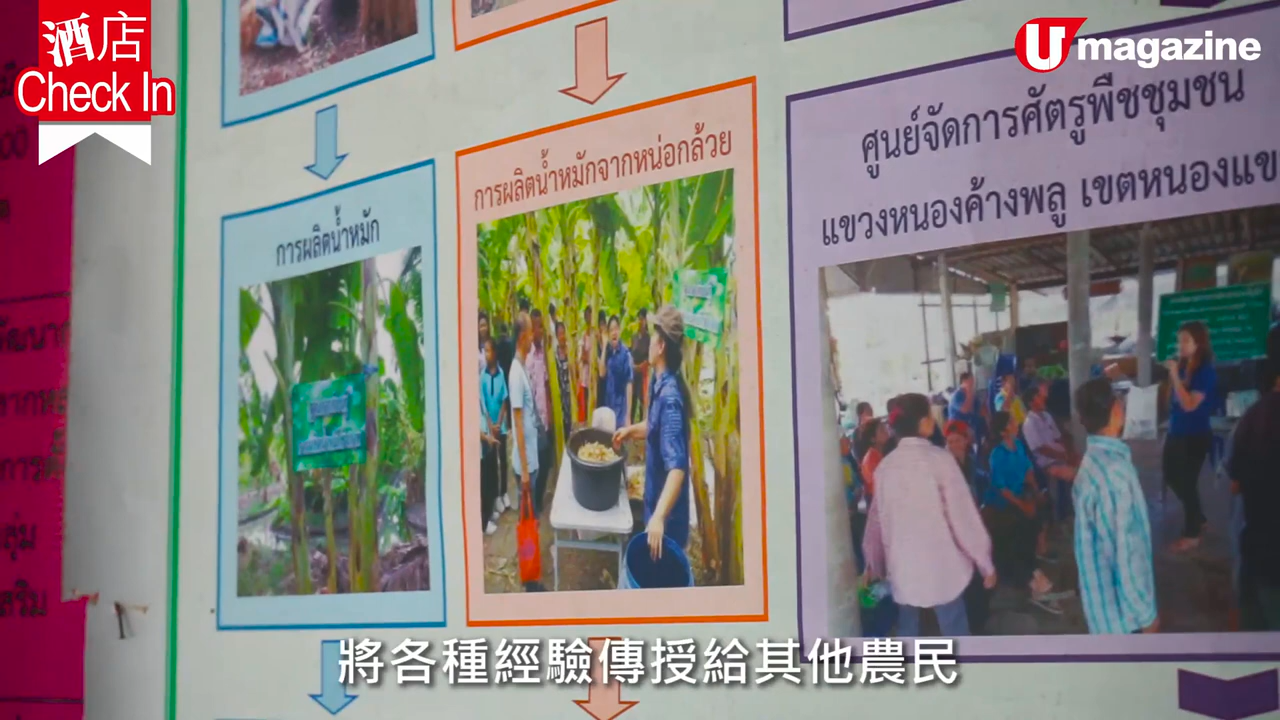 酒店
Check In
U magazine
การผลิตน้ำหมัก
การผลิตน้ำหมักจากหน่อกล้วย
ศูนย์จัดการศัตรูพืชชุมชน
แขวงหนองค้างพลู เขตหนองแข
將各種經驗傳授給其他農民